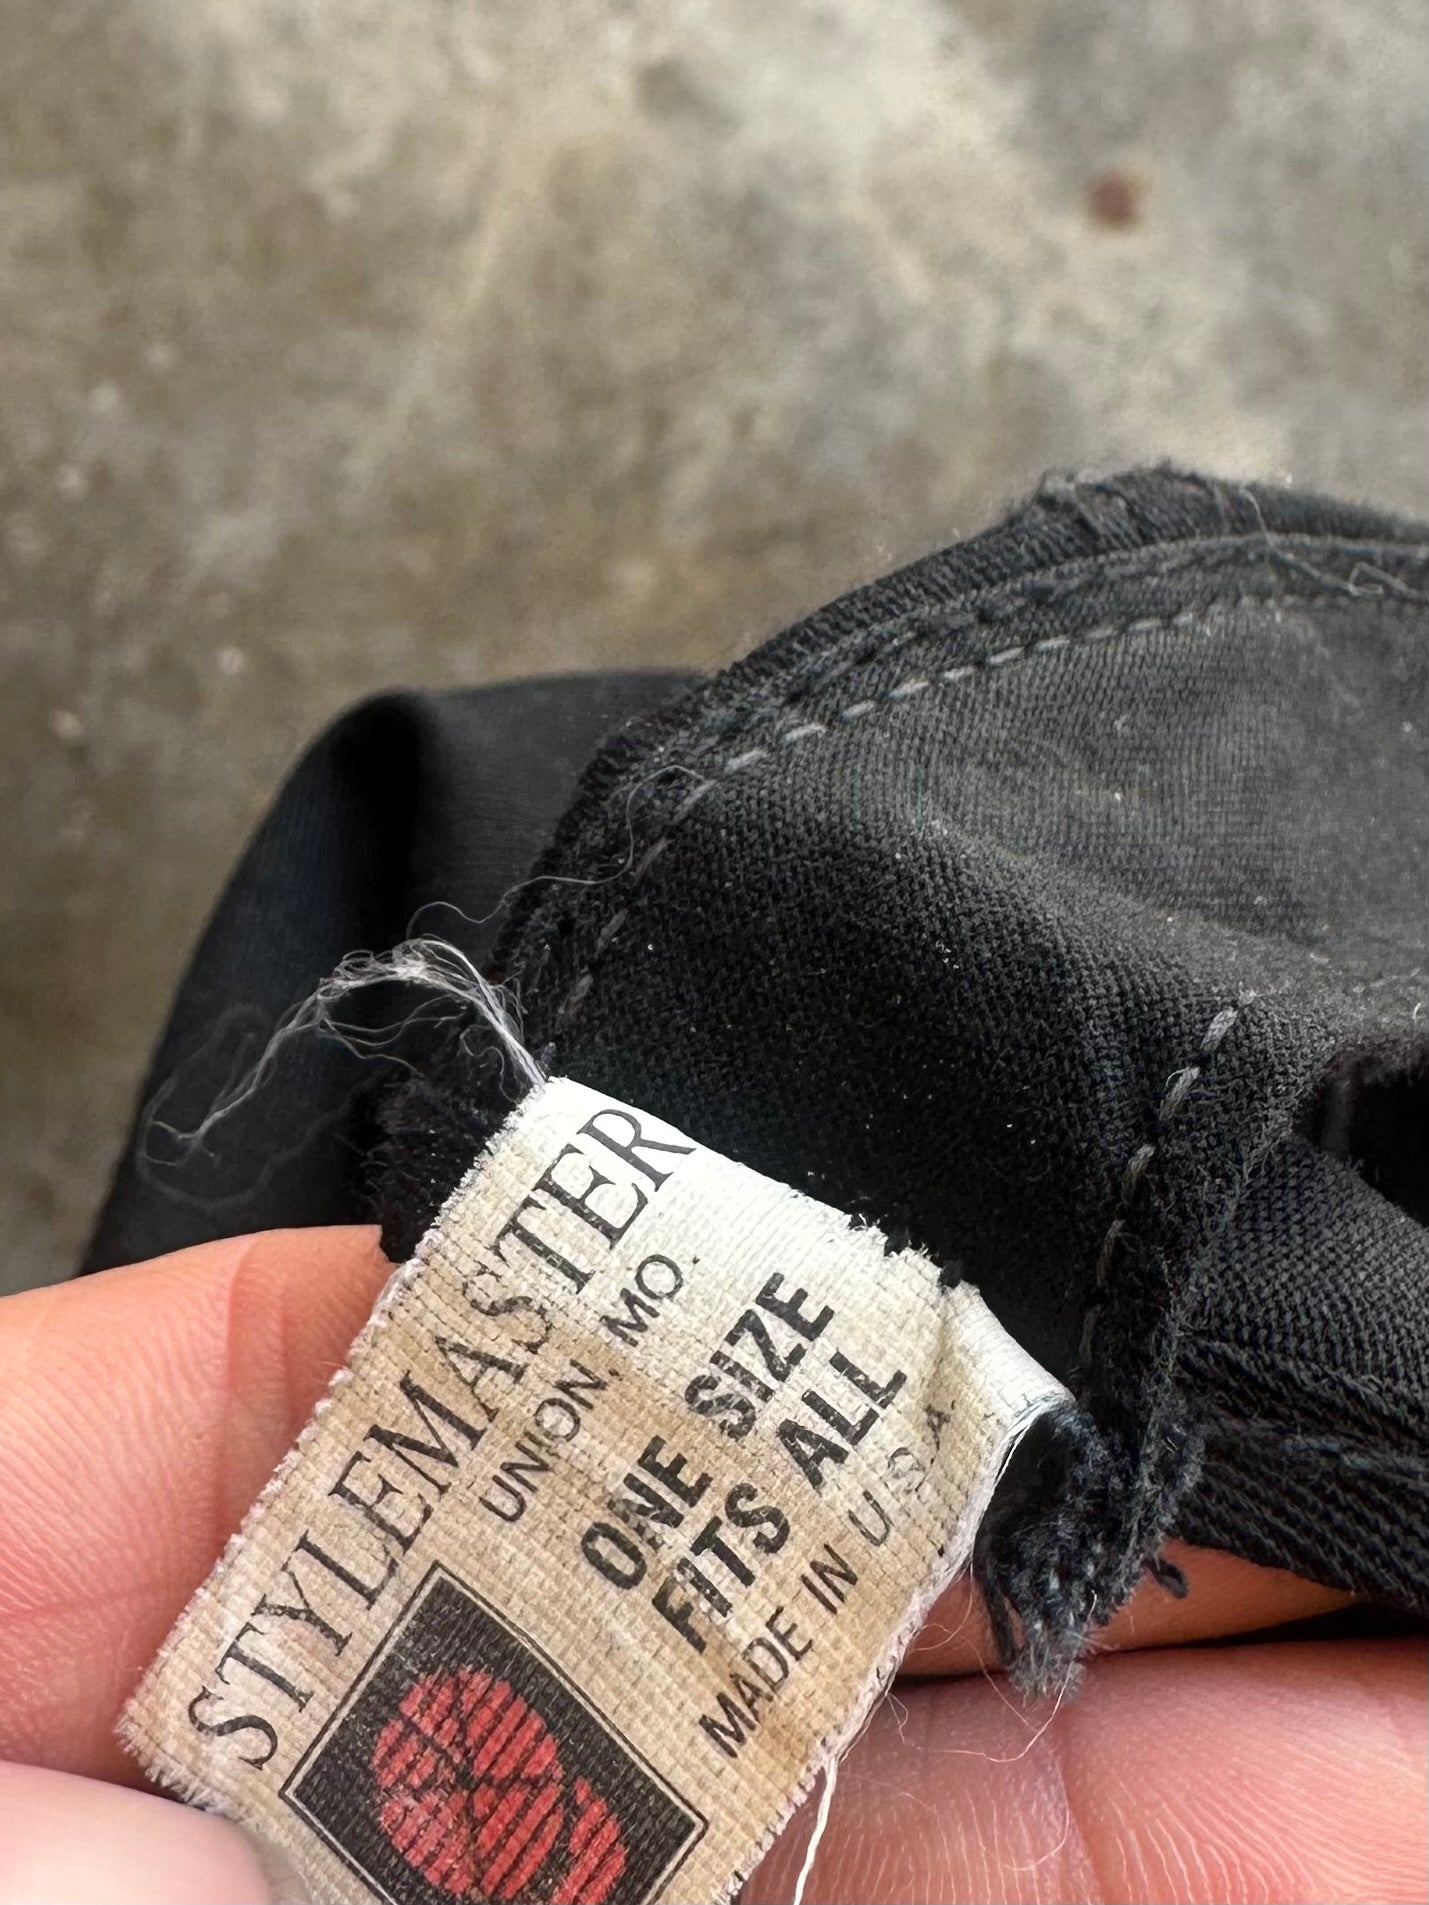 STYLEMASTER
UNION, MO.
ONE SIZE
FITS ALL
MADE IN U.S.A.